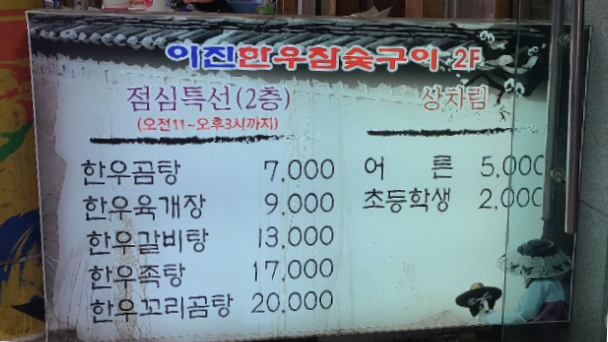 이진한우참숯구이 2F
점심특선(2층)
(오전11~오후3시까지)
한우곰탕 7,000
한우육개장 9,000
한우갈비탕 13,000
한우족탕 17,000
한우꼬리곰탕 20,000
상차림
어 른 5,000
초등학생 2,000